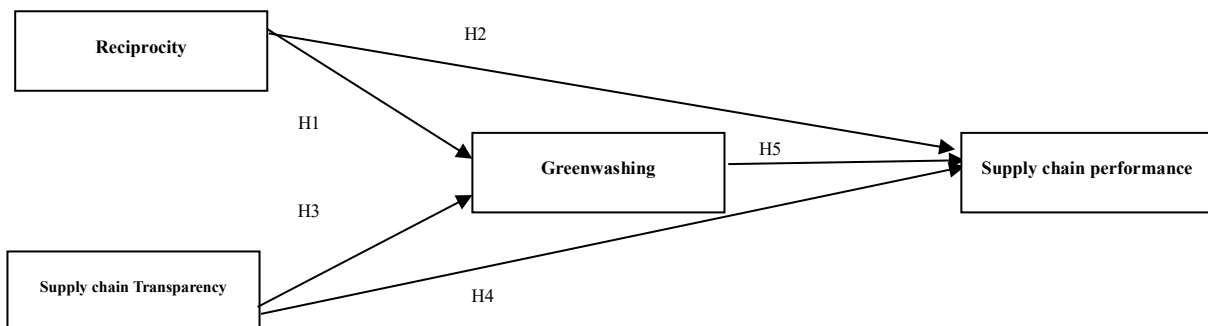 Reciprocity
H2
H1
Greenwashing
H5
Supply chain performance
H3
Supply chain Transparency
H4